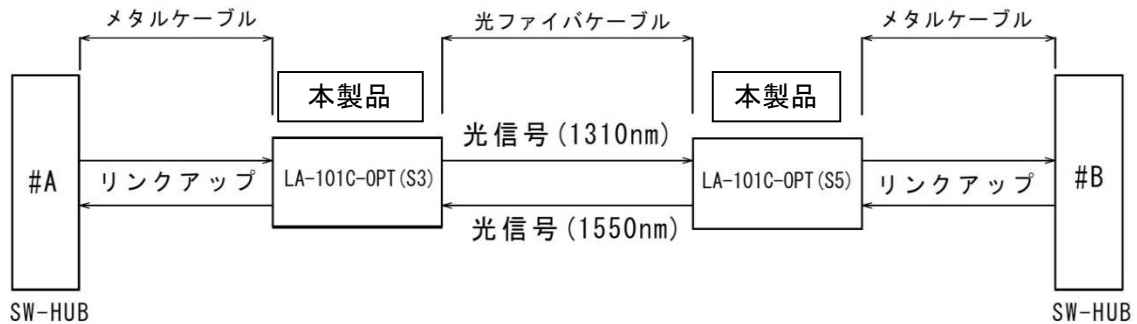 メタルケーブル
光ファイバケーブル
メタルケーブル
本製品
本製品
光信号(1310nm)
#A
リンクアップ
LA-101C-OPT(S3)
LA-101C-OPT(S5)
リンクアップ
#B
光信号(1550nm)
SW-HUB
SW-HUB